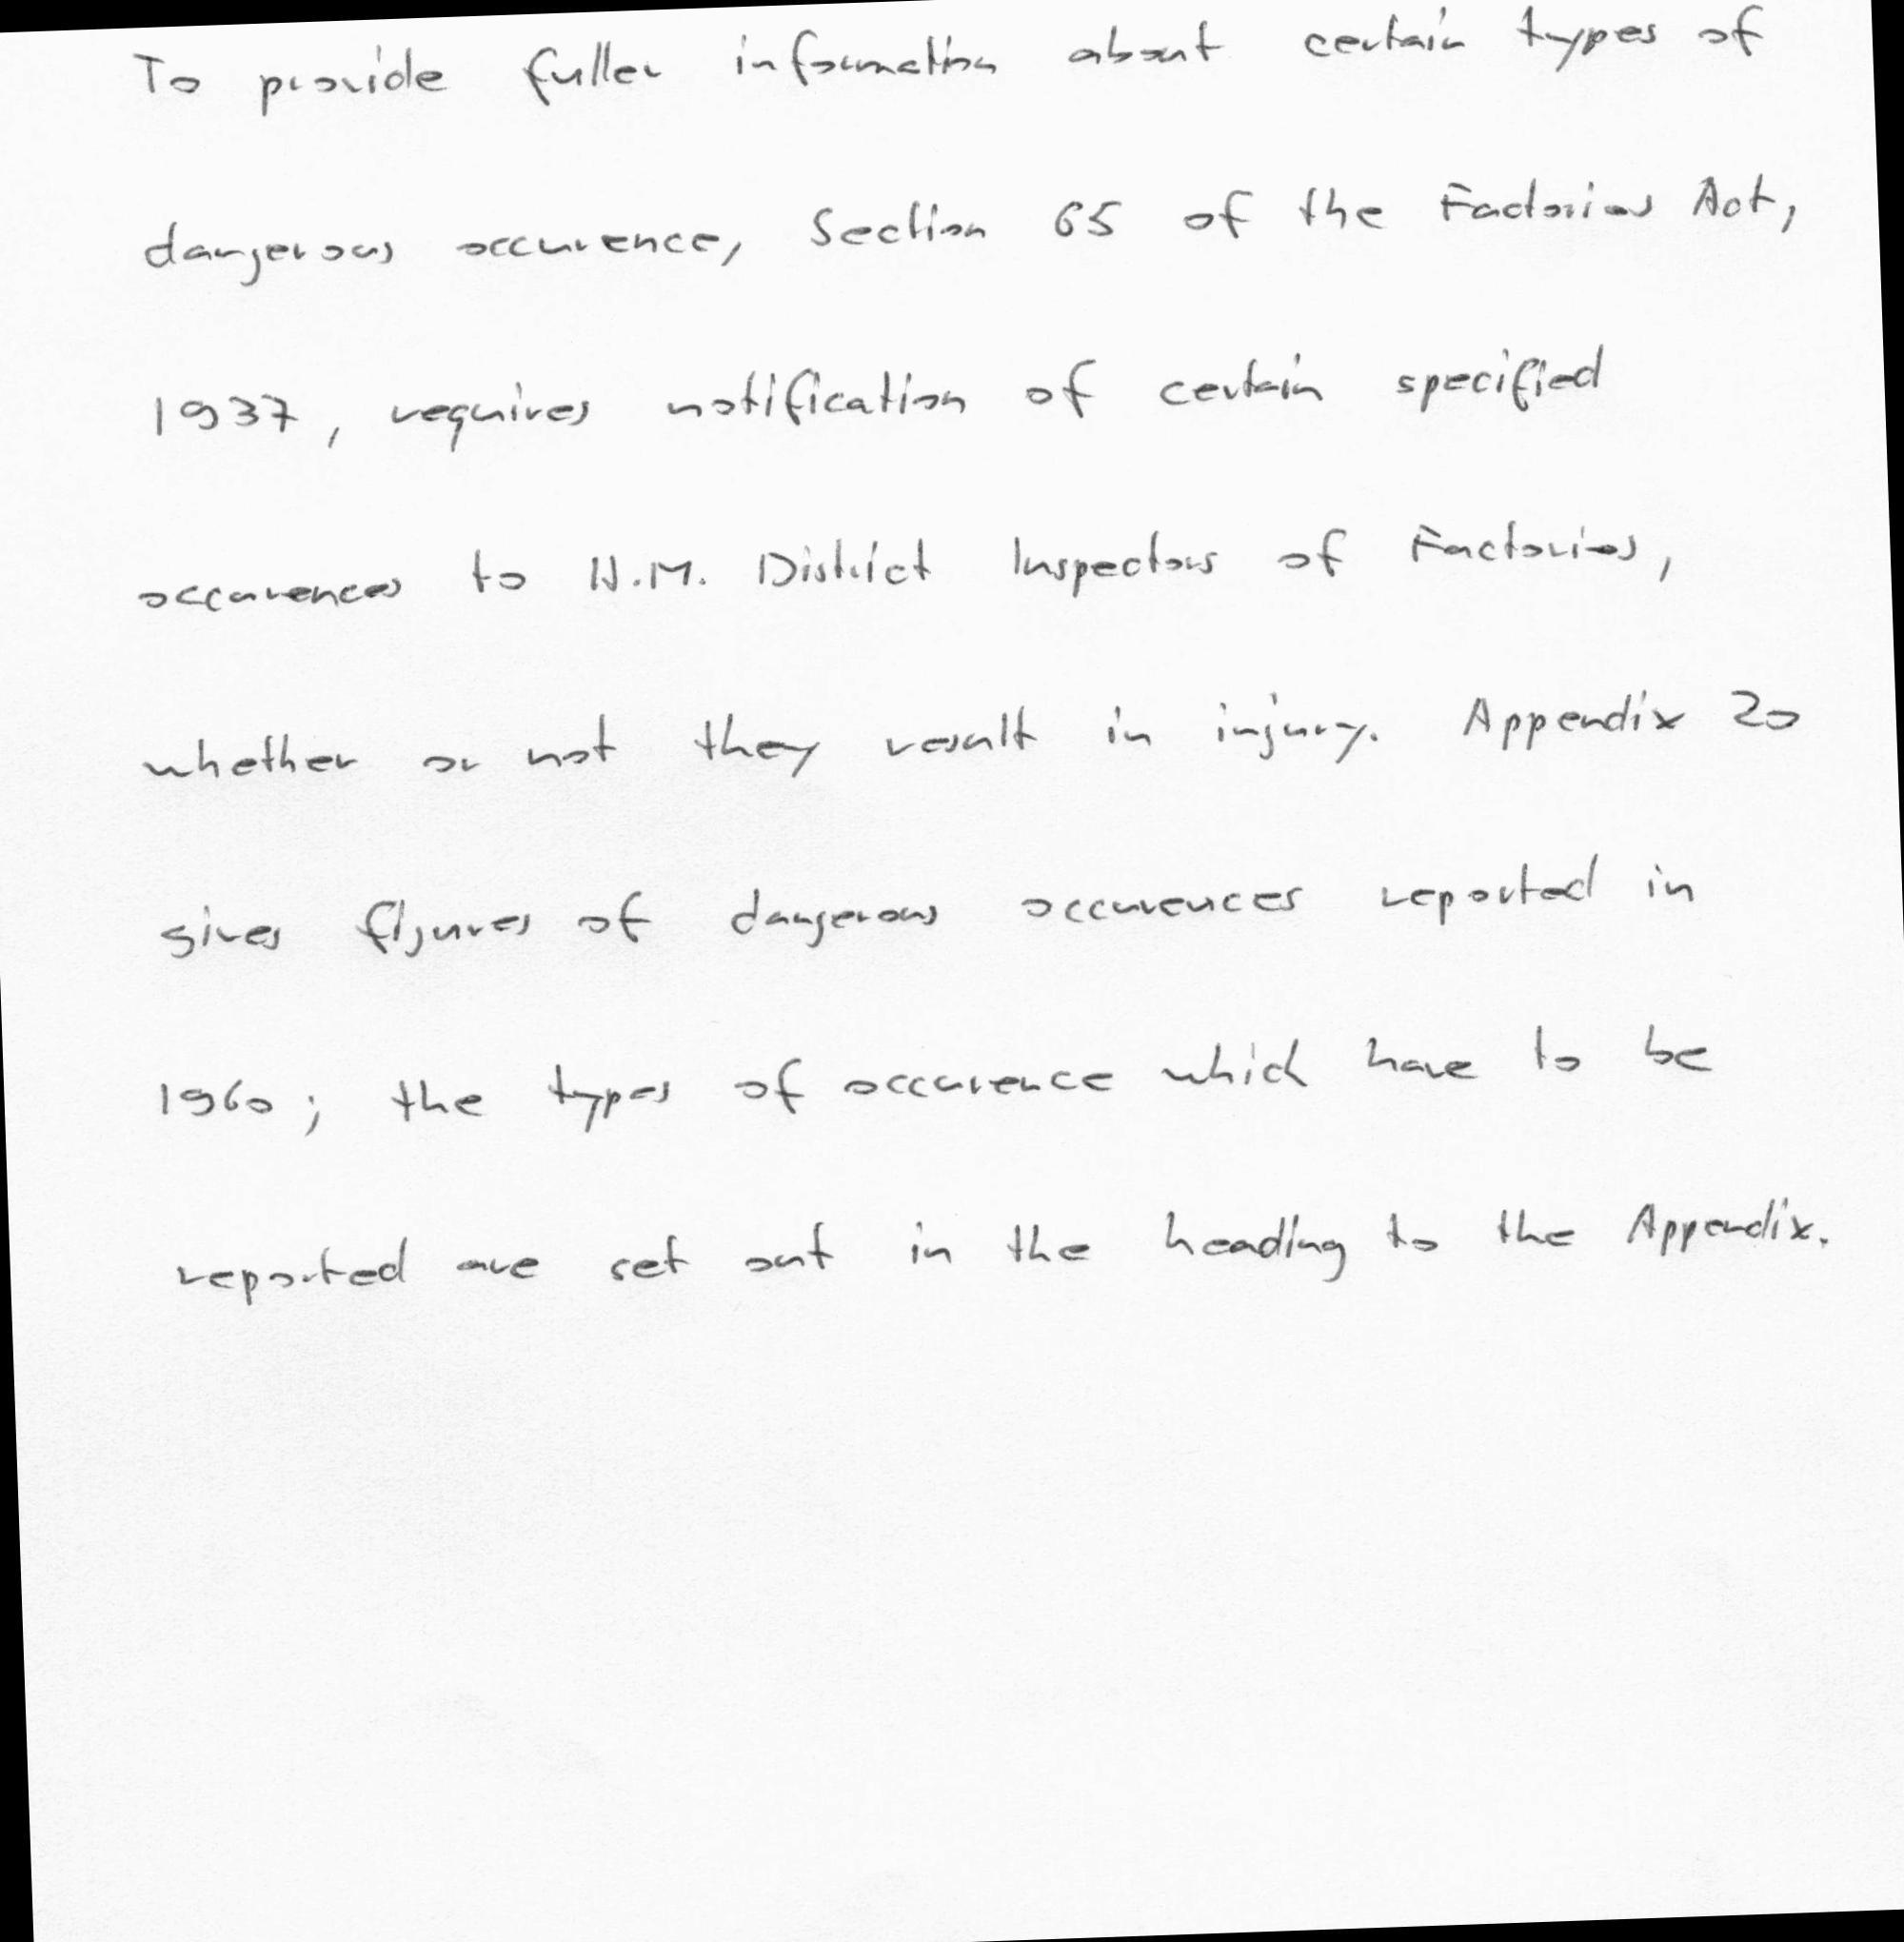 To provide fuller information about certain types of
dangerous occurence, Section 65 of the Factories Act,
1937, requires notification of certain specified
occurences to H.M. District Inspectors of Factories,
whether or not they result in injury. Appendix 20
gives figures of dangerous occurences reported in
1960; the types of occurence which have to be
reported are set out in the heading to the Appendix.